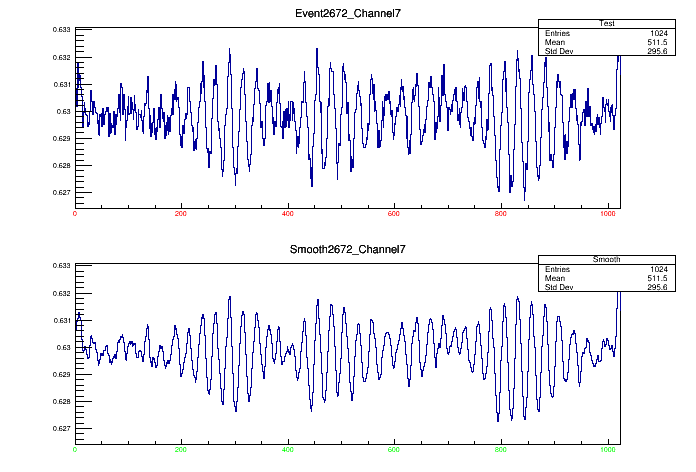 Event2672_Channel7
Test
Entries 1024
Mean 511.5
Std Dev 295.6
0.633
0.632
0.631
0.63
0.629
0.628
0.627
0 200 400 600 800 1000
Smooth2672_Channel7
Smooth
Entries 1024
Mean 511.5
Std Dev 295.6
0.633
0.632
0.631
0.63
0.629
0.628
0.627
0 200 400 600 800 1000